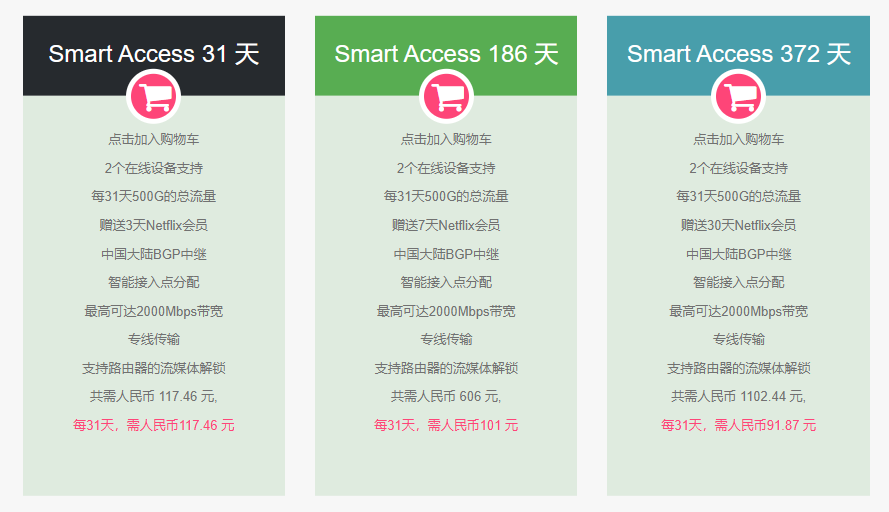 Smart Access 31 天
点击加入购物车
2个在线设备支持
每31天500G的总流量
赠送3天Netflix会员
中国大陆BGP中继
智能接入点分配
最高可达2000Mbps带宽
专线传输
支持路由器的流媒体解锁
共需人民币 117.46 元,
每31天，需人民币117.46 元
Smart Access 186 天
点击加入购物车
2个在线设备支持
每31天500G的总流量
赠送7天Netflix会员
中国大陆BGP中继
智能接入点分配
最高可达2000Mbps带宽
专线传输
支持路由器的流媒体解锁
共需人民币 606 元,
每31天，需人民币101 元
Smart Access 372 天
点击加入购物车
2个在线设备支持
每31天500G的总流量
赠送30天Netflix会员
中国大陆BGP中继
智能接入点分配
最高可达2000Mbps带宽
专线传输
支持路由器的流媒体解锁
共需人民币 1102.44 元,
每31天，需人民币91.87 元